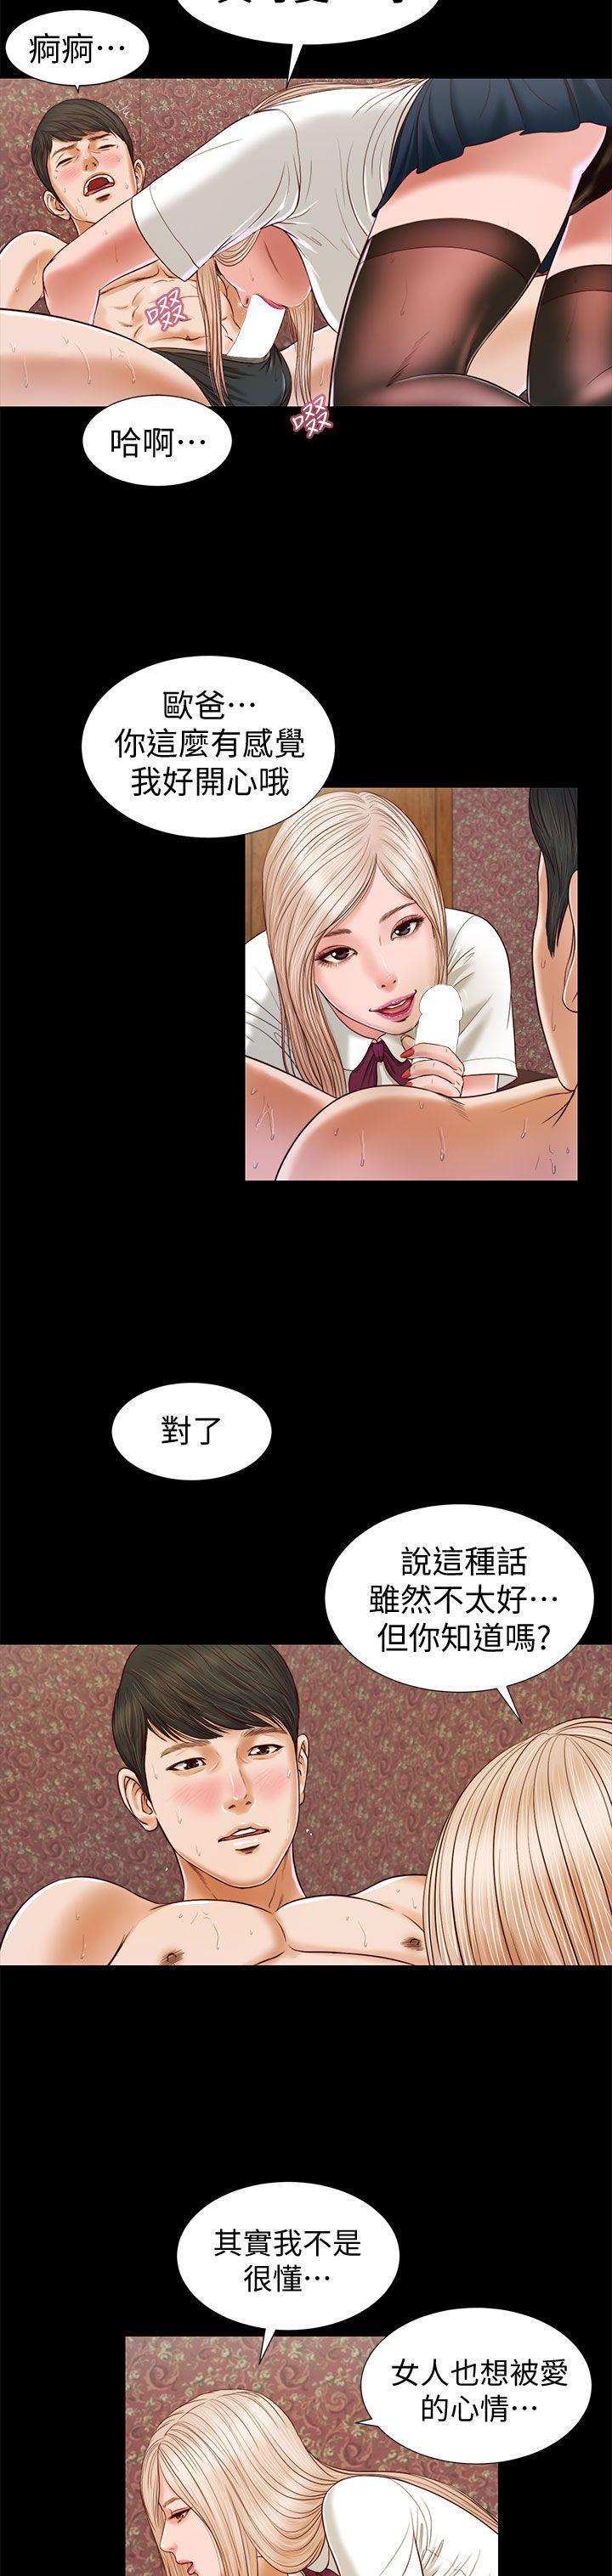 痾痾…
啜
啜
哈啊…
歐爸…
你這麼有感覺
我好開心哦
對了
說這種話
雖然不太好…
但你知道嗎?
其實我不是
很懂…
女人也想被愛
的心情…